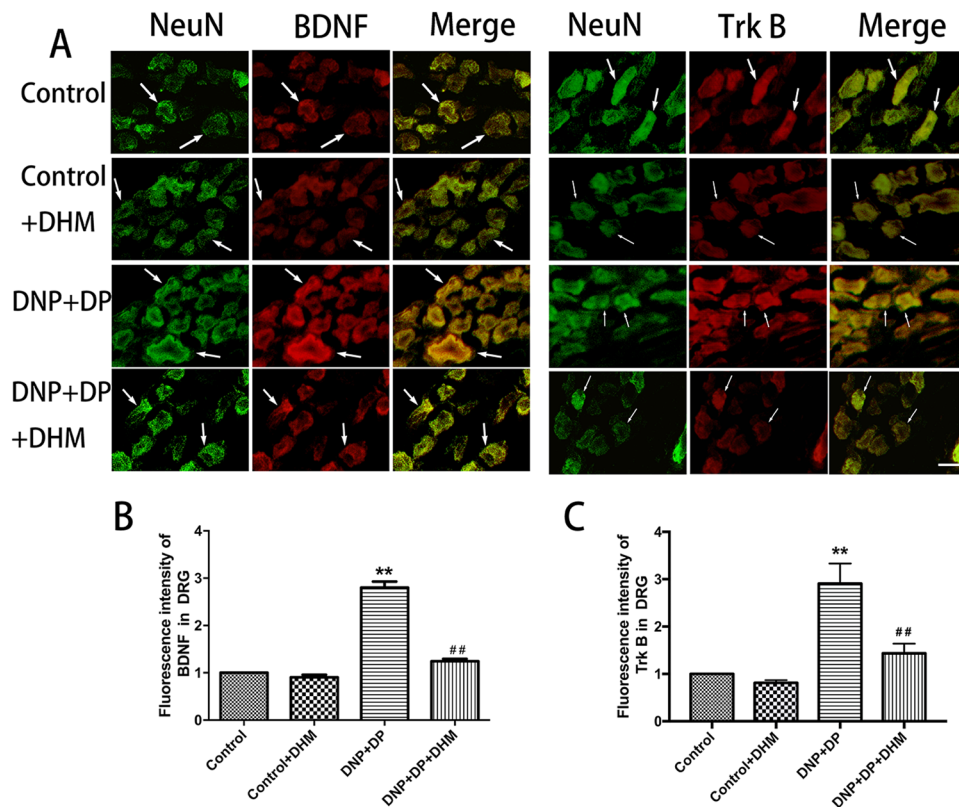 A
NeuN BDNF Merge NeuN Trk B Merge
Control
Control
+DHM
DNP+DP
DNP+DP
+DHM
B
Fluorescence intensity of
BDNF in DRG
4
3
2
1
0
**
##
Control
Control+DHM
DNP+DP
DNP+DP+DHM
C
Fluorescence intensity of
Trk B in DRG
4
3
2
1
0
**
##
Control
Control+DHM
DNP+DP
DNP+DP+DHM